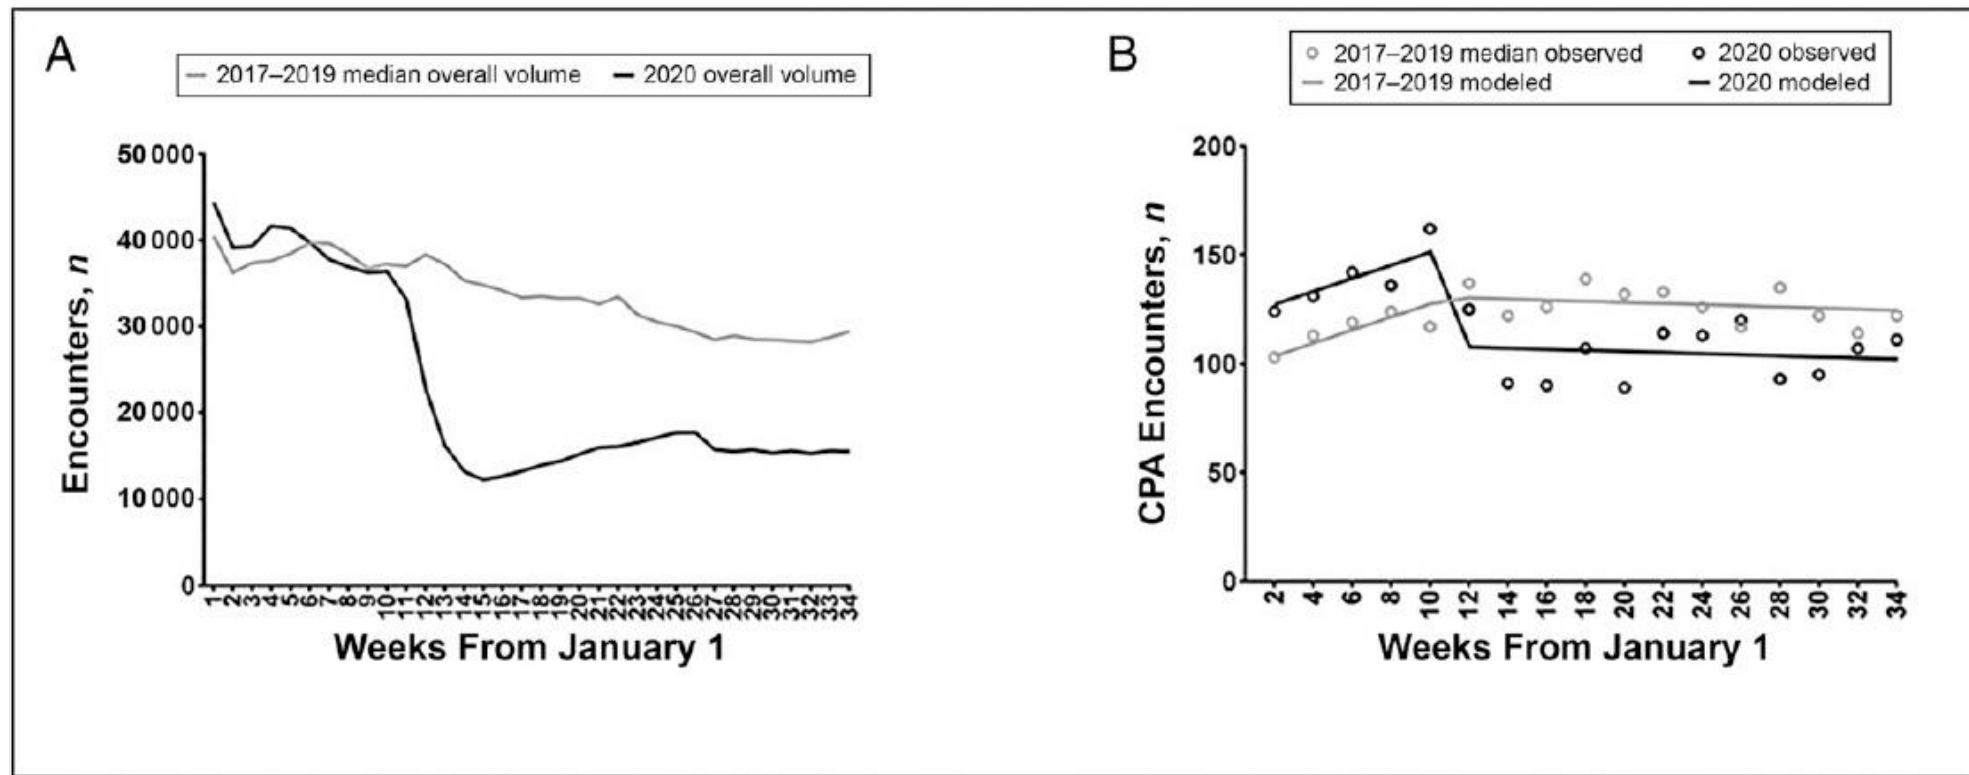 A
2017–2019 median overall volume 2020 overall volume
50 000
40 000
30 000
20 000
10 000
0
Encounters, n
1 2 3 4 5 6 7 8 9 10 11 12 13 14 15 16 17 18 19 20 21 22 23 24 25 26 27 28 29 30 31 32 33 34
Weeks From January 1
B
2017–2019 median observed 2020 observed
2017–2019 modeled 2020 modeled
200
150
100
50
0
CPA Encounters, n
2 4 6 8 10 12 14 16 18 20 22 24 26 28 30 32 34
Weeks From January 1